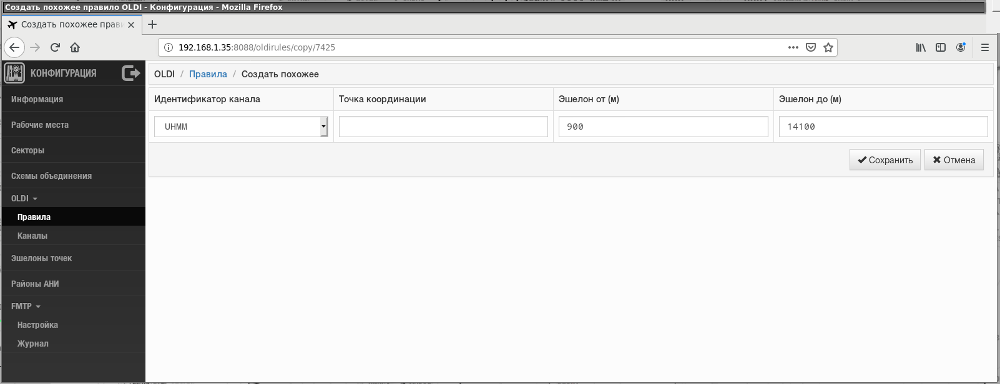 Создать похожее правило OLDI - Конфигурация - Mozilla Firefox
Создать похожее прави
192.168.1.35:8088/oldirules/copy/7425
КОНФИГУРАЦИЯ
OLDI / Правила / Создать похожее
Информация
Рабочие места
Секторы
Схемы объединения
OLDI
Правила
Каналы
Эшелоны точек
Районы АНИ
FMTP
Настройка
Журнал
Идентификатор канала Точка координации Эшелон от (м) Эшелон до (м)
UHMM 900 14100
Сохранить Отмена